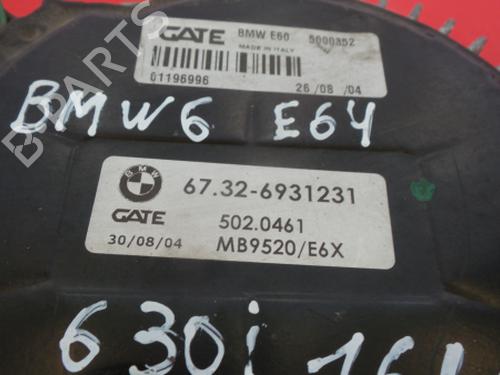 GATE BMW E60 5000352
MADE IN ITALY
01196996 26/08/04
BMW6 E64
BMW 67.32-6931231
GATE 502.0461
30/08/04 MB9520/E6X
630i